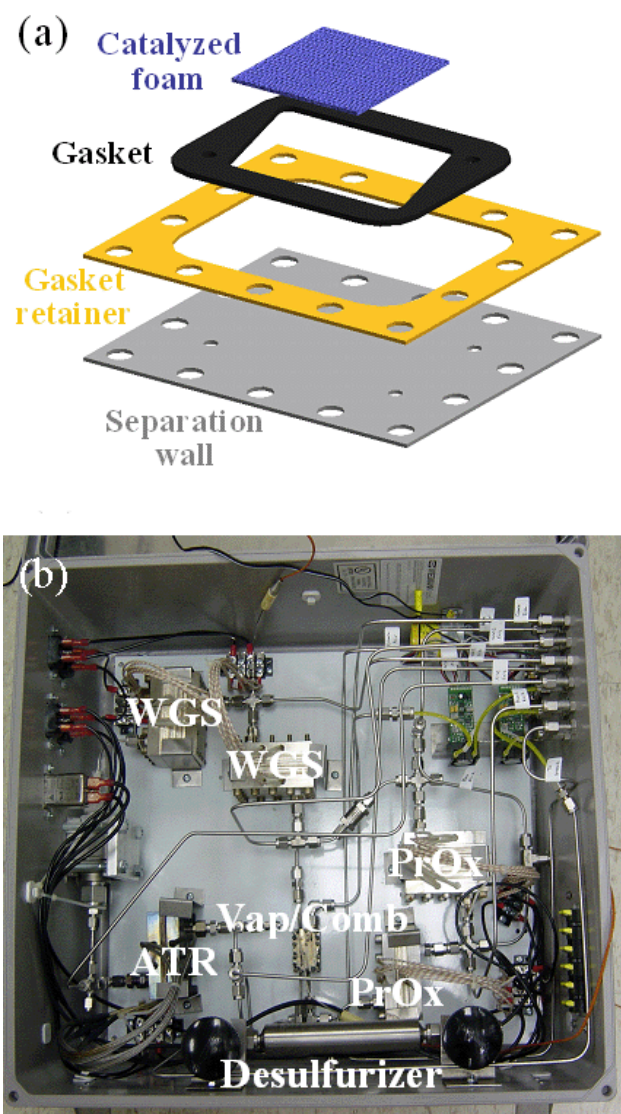 (a)
Catalyzed
foam
Gasket
Gasket
retainer
Separation
wall
(b)
WGS
WGS
PrOx
Vap/Comb
ATR
PrOx
Desulfurizer